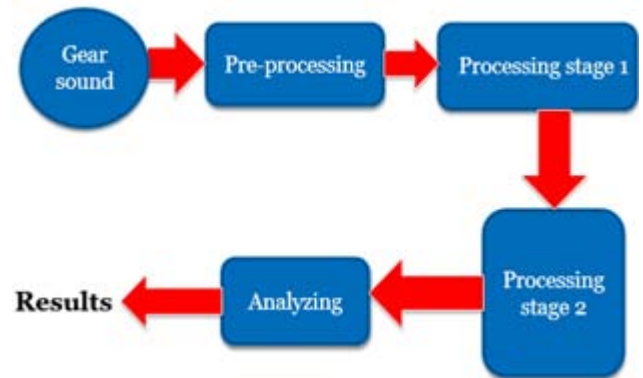 Gear
sound
Pre-processing
Processing stage 1
Processing
stage 2
Analyzing
Results